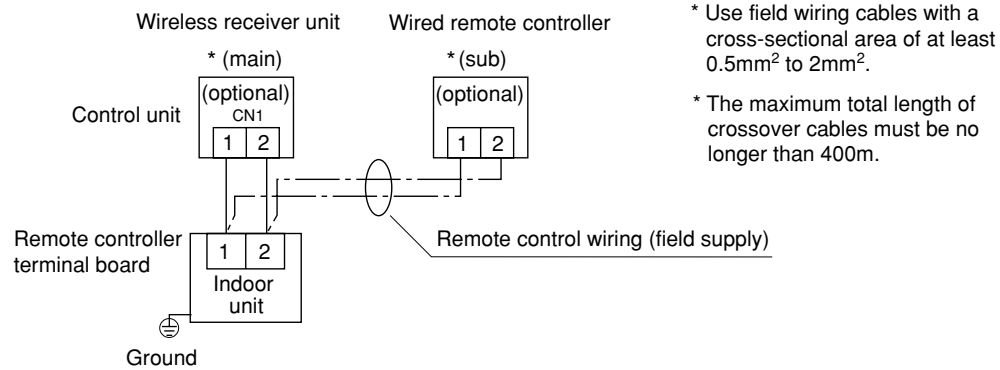 Wireless receiver unit
Wired remote controller
* (main)
* (sub)
Control unit
(optional)
CN1
1 2
(optional)
1 2
* Use field wiring cables with a
cross-sectional area of at least
0.5mm² to 2mm².
* The maximum total length of
crossover cables must be no
longer than 400m.
Remote controller
terminal board
1 2
Indoor
unit
Remote control wiring (field supply)
Ground